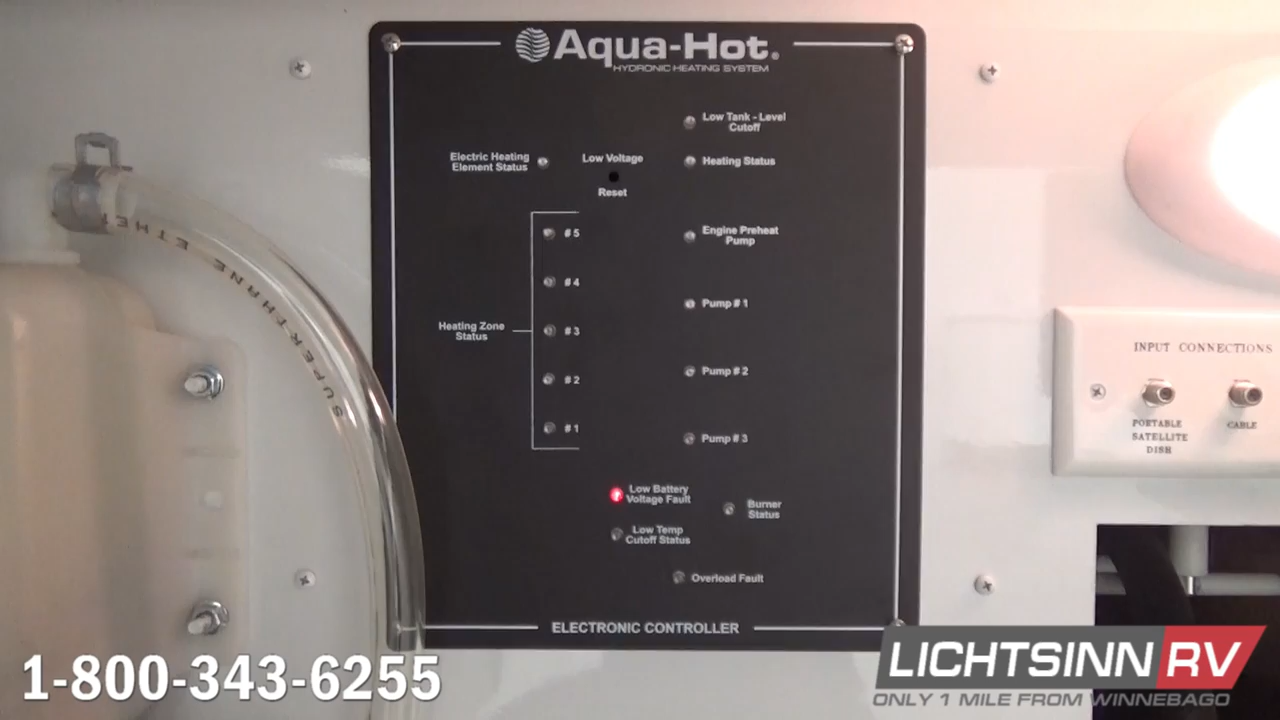 Aqua-Hot®
HYDRONIC HEATING SYSTEM
Low Tank - Level
Cutoff
Electric Heating
Element Status
Low Voltage
Reset
Heating Status
#5
Engine Preheat
Pump
#4
Pump #1
Heating Zone
Status
#3
#2
Pump #2
#1
Pump #3
Low Battery
Voltage Fault
Burner
Status
Low Temp
Cutoff Status
Overload Fault
ELECTRONIC CONTROLLER
SUPERTHANE ETHER
INPUT CONNECTIONS
PORTABLE
SATELLITE
DISH
CABLE
1-800-343-6255
LICHTSINN RV
ONLY 1 MILE FROM WINNEBAGO